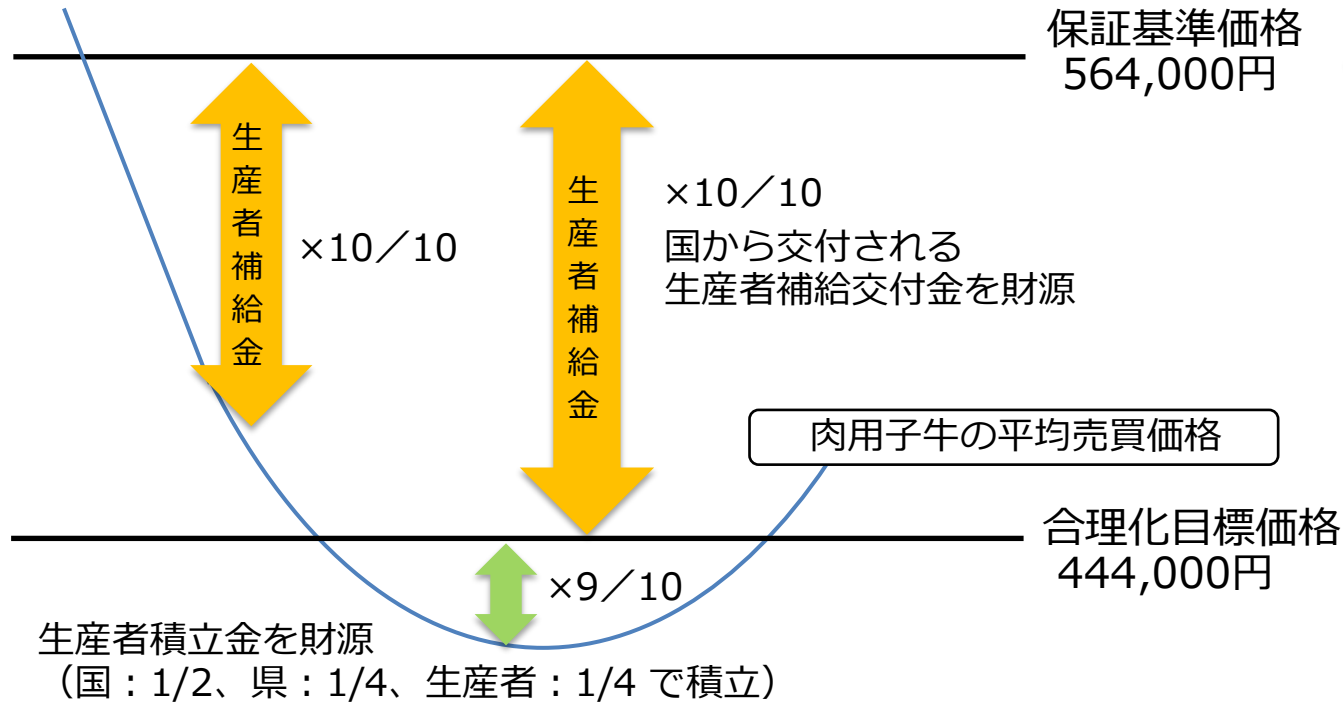 保証基準価格
564,000円
生産者補給金
×10／10
生産者補給金
×10／10
国から交付される
生産者補給交付金を財源
肉用子牛の平均売買価格
合理化目標価格
444,000円
×9／10
生産者積立金を財源
（国：1/2、県：1/4、生産者：1/4 で積立）